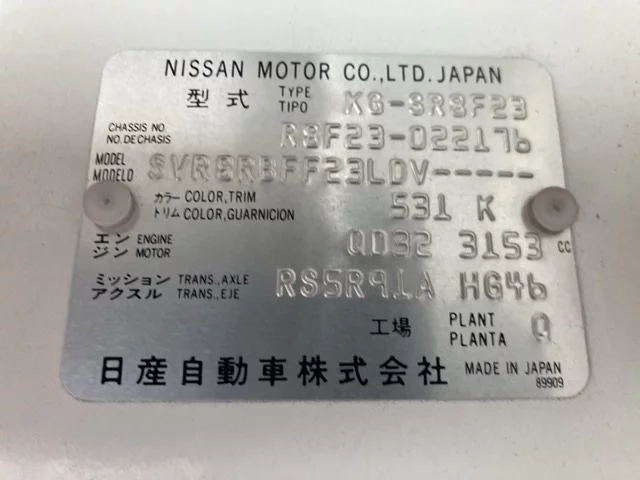 NISSAN MOTOR CO.,LTD. JAPAN
型式 TYPE TIPO KG-SR8F23
CHASSIS NO. NO. DE CHASIS R8F23-022176
MODEL MODELO
カラー COLOR,TRIM トリム COLOR,GUARNICION 531 K
エンジン ENGINE MOTOR QD32 3153 CC
ミッション TRANS.,AXLE アクスル TRANS.,EJE RS5R91A HG46
工場 PLANT PLANTA Q
日産自動車株式会社 MADE IN JAPAN
89909